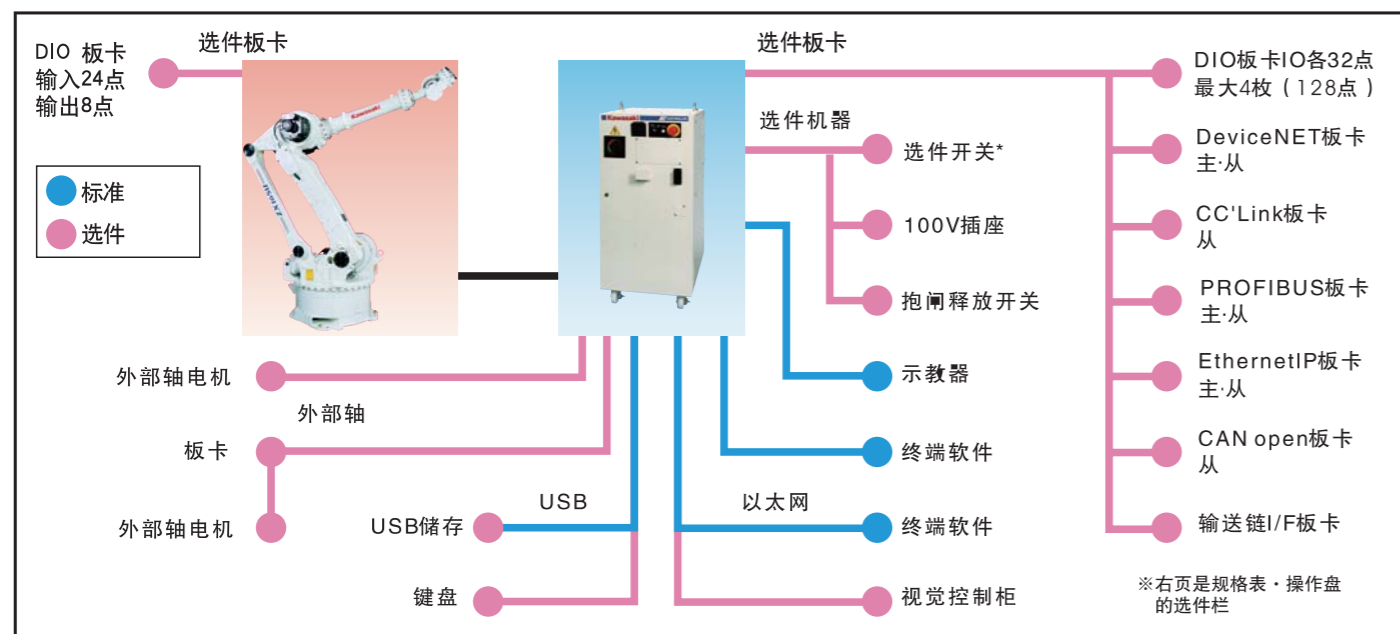 选件板卡
选件板卡
DIO 板卡
输入24点
输出8点
DIO板卡IO各32点
最大4枚（128点）
Kawasaki
Kawasaki
选件机器
选件开关*
DeviceNET板卡
主·从
标准
选件
100V插座
CC'Link板卡
从
抱闸释放开关
PROFIBUS板卡
主·从
外部轴电机
示教器
EthernetIP板卡
主·从
外部轴
板卡
终端软件
CAN open板卡
从
USB
以太网
外部轴电机
USB储存
终端软件
输送链I/F板卡
键盘
视觉控制柜
※右页是规格表·操作盘
的选件栏